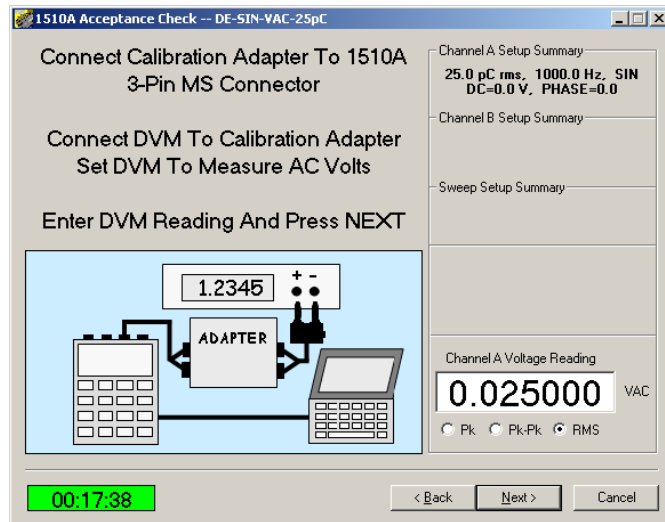 1510A Acceptance Check -- DE-SIN-VAC-25pC
Connect Calibration Adapter To 1510A
3-Pin MS Connector
Connect DVM To Calibration Adapter
Set DVM To Measure AC Volts
Enter DVM Reading And Press NEXT
1.2345
+ -
ADAPTER
Channel A Setup Summary
25.0 pC rms, 1000.0 Hz, SIN
DC=0.0 V, PHASE=0.0
Channel B Setup Summary
Sweep Setup Summary
Channel A Voltage Reading
0.025000 VAC
Pk Pk-Pk RMS
00:17:38
< Back Next > Cancel